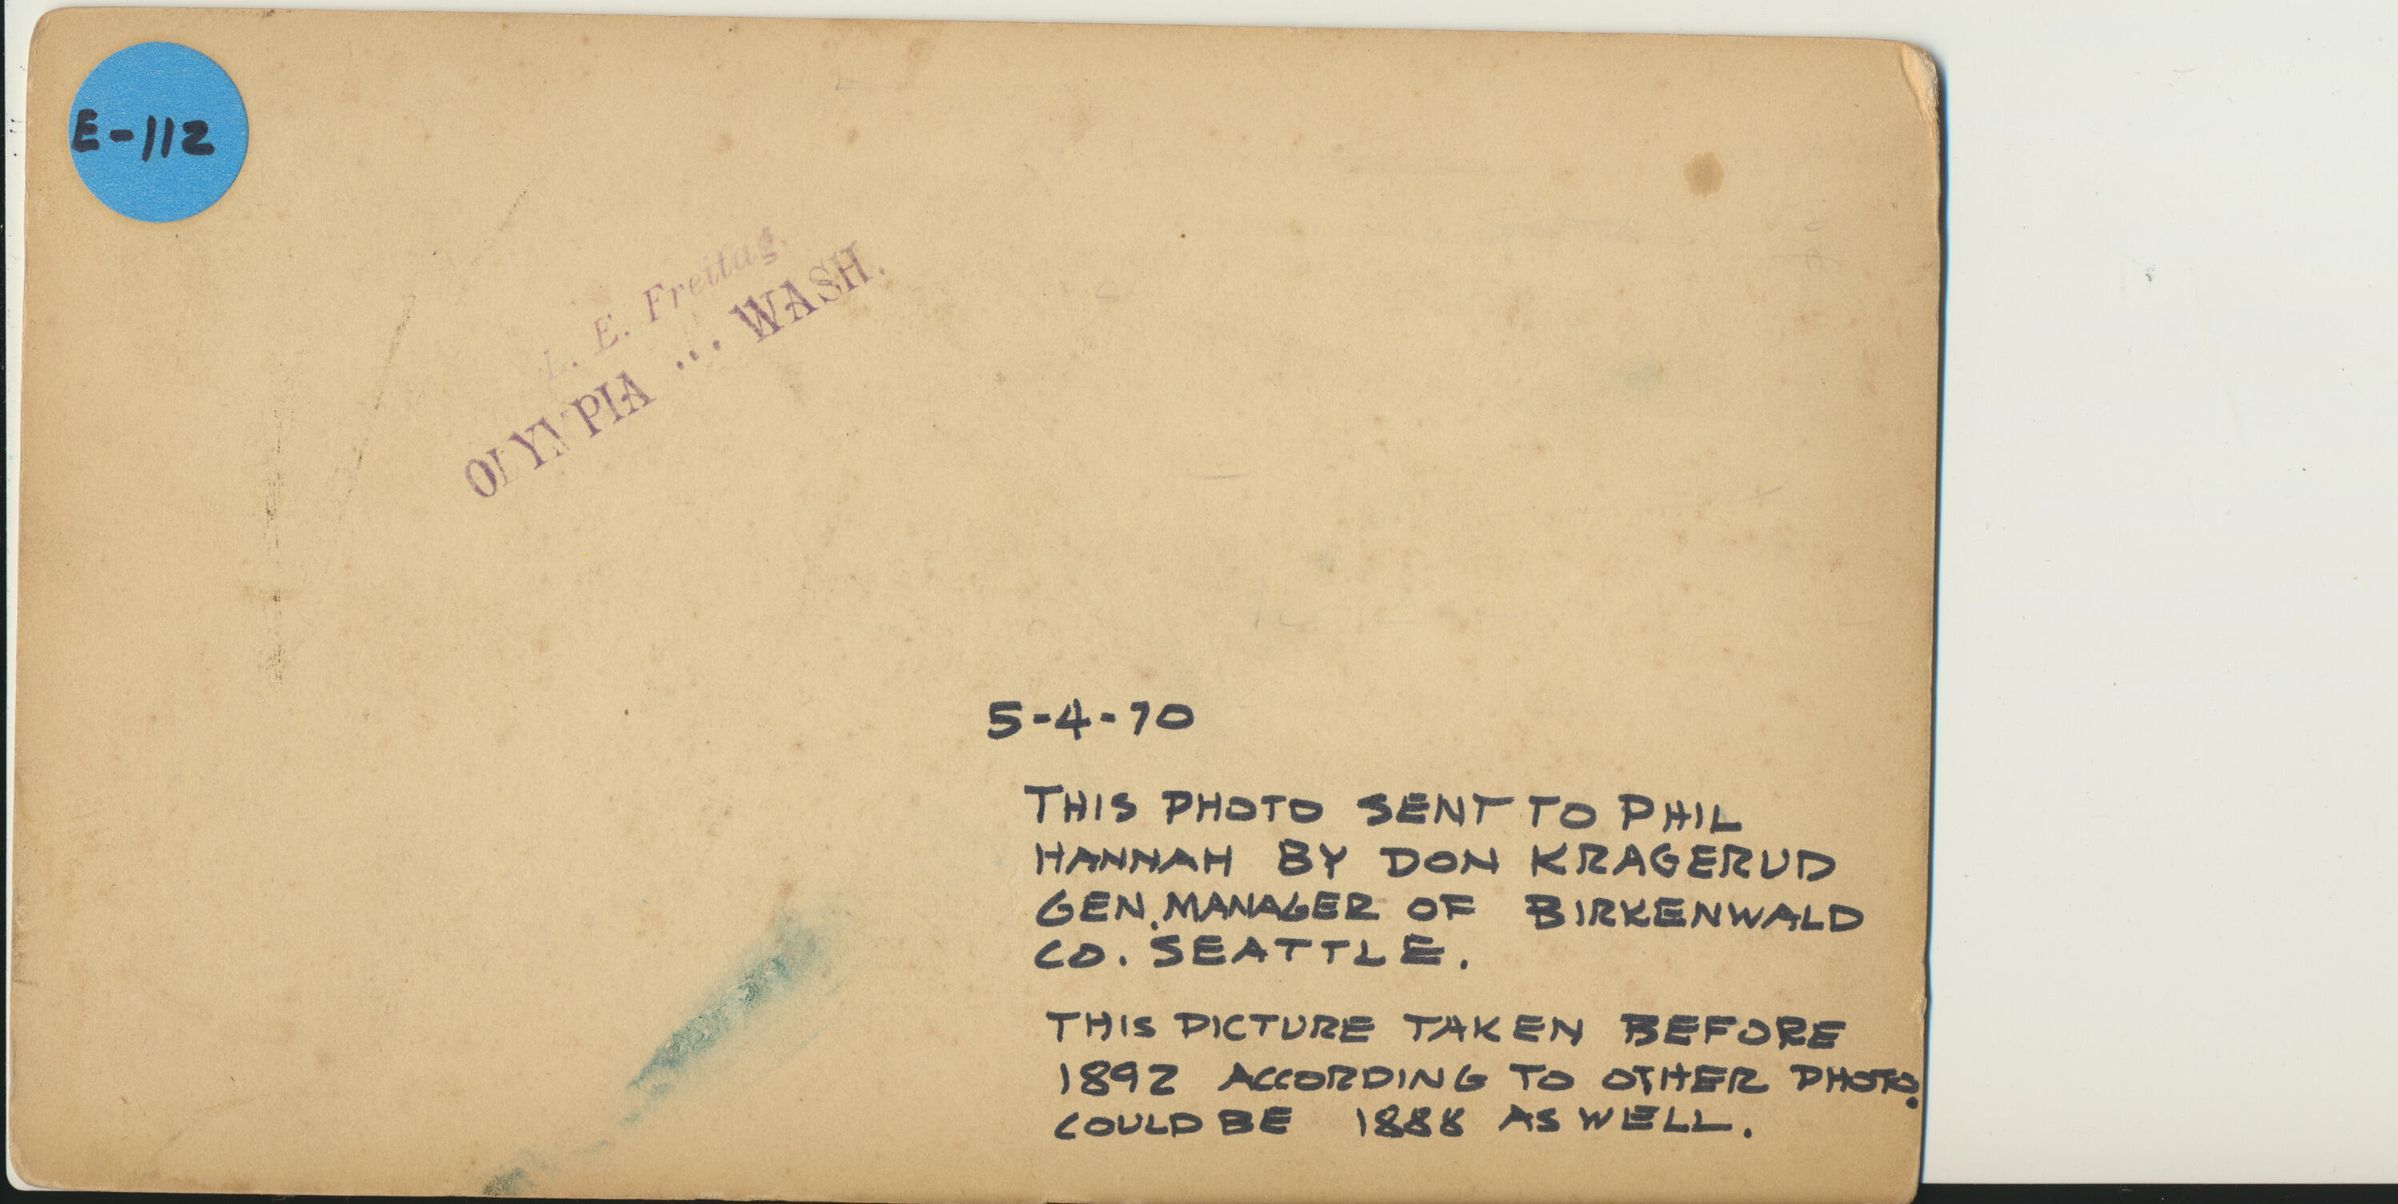 E-112
L. E. Freitag.
OLYMPIA ... WASH.
5-4-70
THIS PHOTO SENT TO PHIL
HANNAH BY DON KRAGERUD
GEN. MANAGER OF BIRKENWALD
CO. SEATTLE.
THIS PICTURE TAKEN BEFORE
1892 ACCORDING TO OTHER PHOTO.
COULD BE 1888 AS WELL.